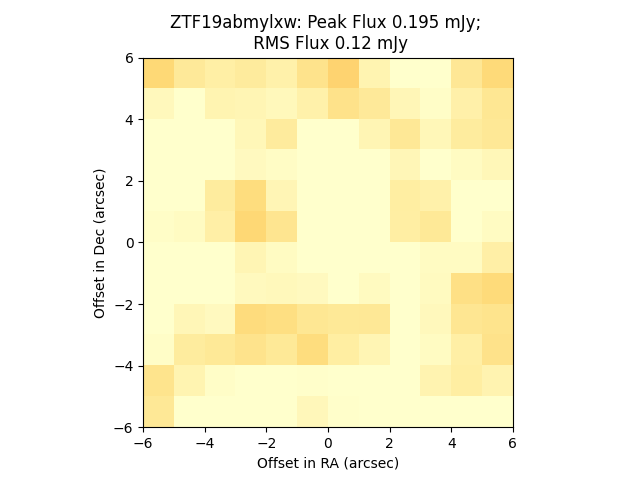 ZTF19abmylxw: Peak Flux 0.195 mJy;
RMS Flux 0.12 mJy
6
4
2
0
−2
−4
−6
Offset in Dec (arcsec)
−6 −4 −2 0 2 4 6
Offset in RA (arcsec)